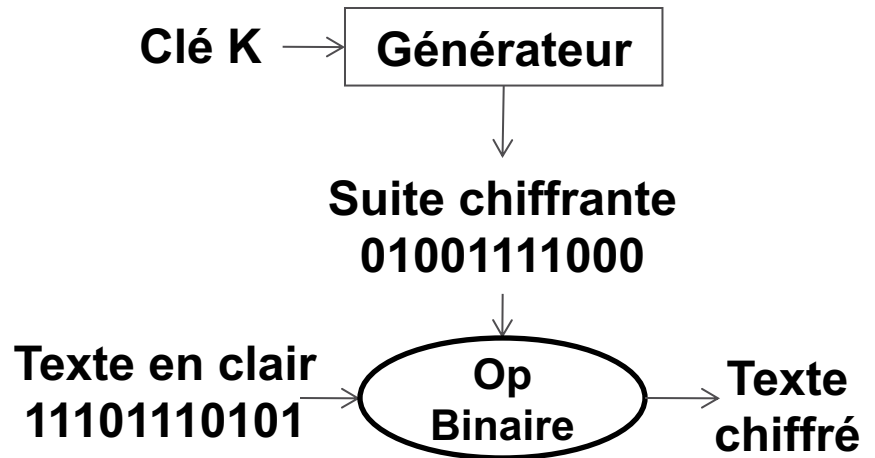 Clé K
Générateur
Suite chiffrante
01001111000
Texte en clair
11101110101
Op
Binaire
Texte
chiffré